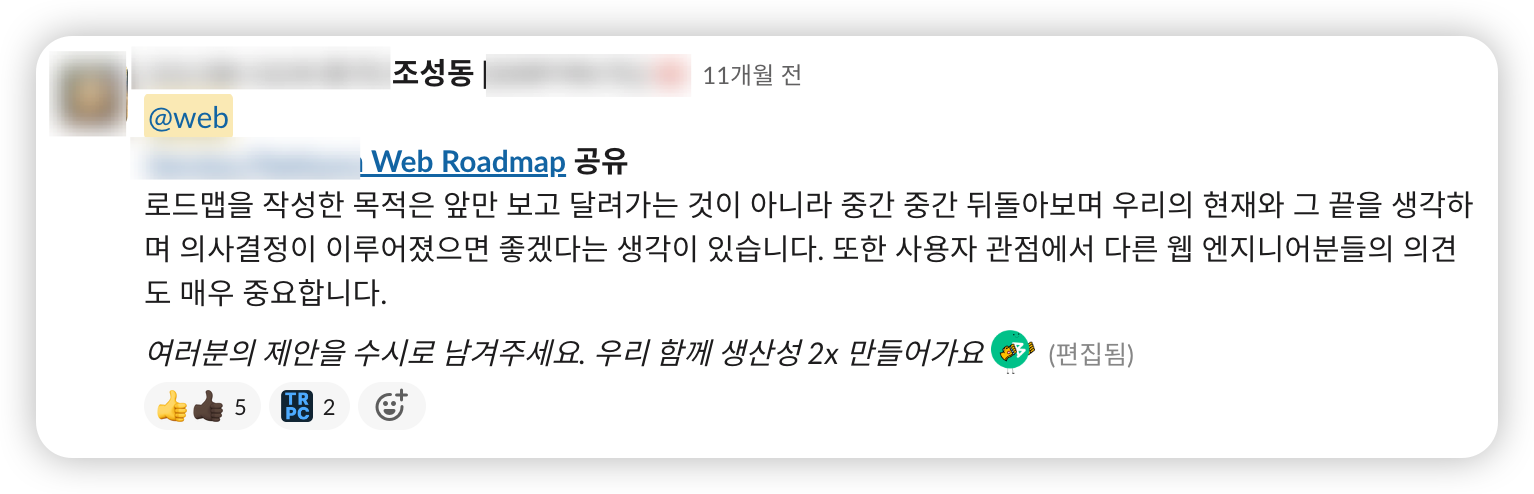 조성동 | 11개월 전
@web
Web Roadmap 공유
로드맵을 작성한 목적은 앞만 보고 달려가는 것이 아니라 중간 중간 뒤돌아보며 우리의 현재와 그 끝을 생각하
며 의사결정이 이루어졌으면 좋겠다는 생각이 있습니다. 또한 사용자 관점에서 다른 웹 엔지니어분들의 의견
도 매우 중요합니다.
여러분의 제안을 수시로 남겨주세요. 우리 함께 생산성 2x 만들어가요 (편집됨)
5 TRPC 2